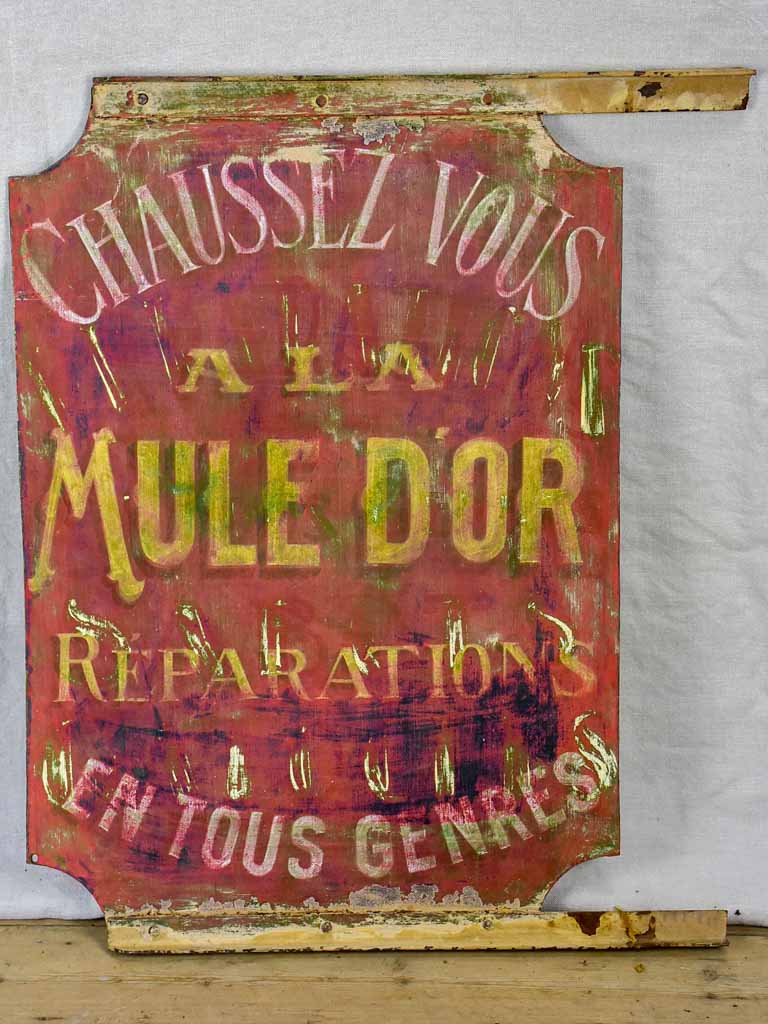 CHAUSSEZ VOUS
A LA
MULE D'OR
RÉPARATIONS
EN TOUS GENRES